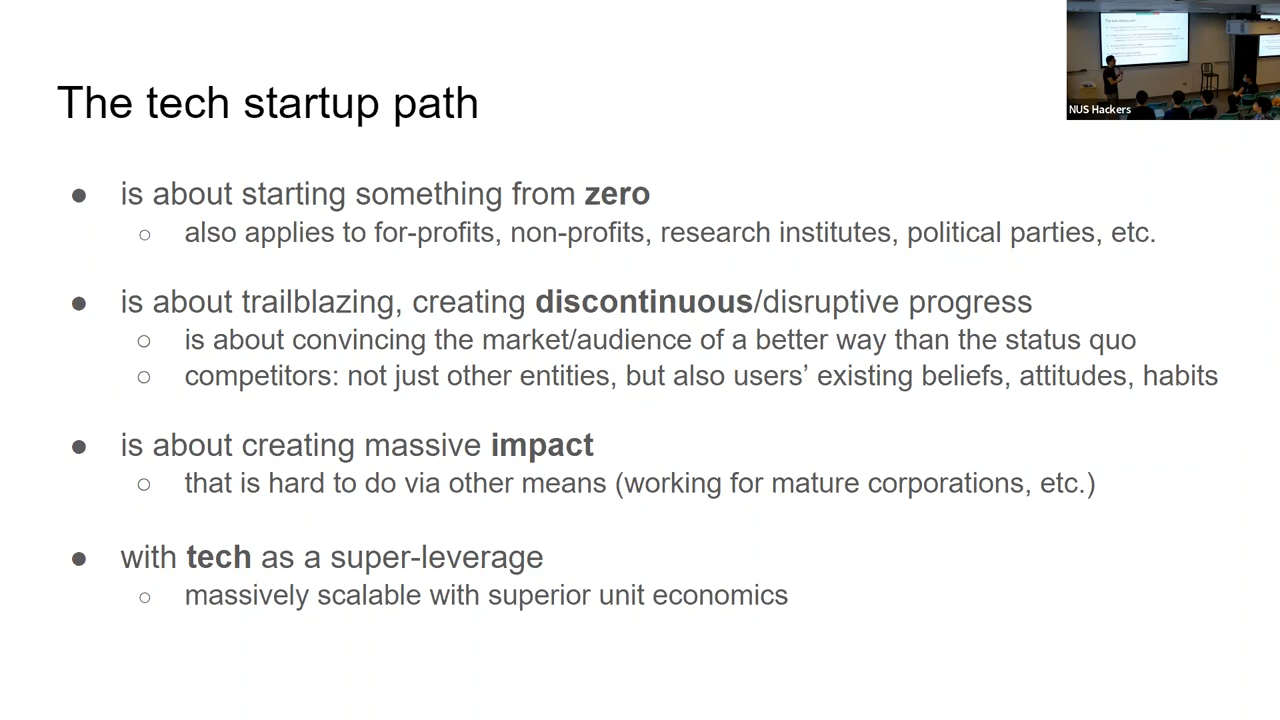 The tech startup path
NUS Hackers
● is about starting something from zero
○ also applies to for-profits, non-profits, research institutes, political parties, etc.
● is about trailblazing, creating discontinuous/disruptive progress
○ is about convincing the market/audience of a better way than the status quo
○ competitors: not just other entities, but also users’ existing beliefs, attitudes, habits
● is about creating massive impact
○ that is hard to do via other means (working for mature corporations, etc.)
● with tech as a super-leverage
○ massively scalable with superior unit economics